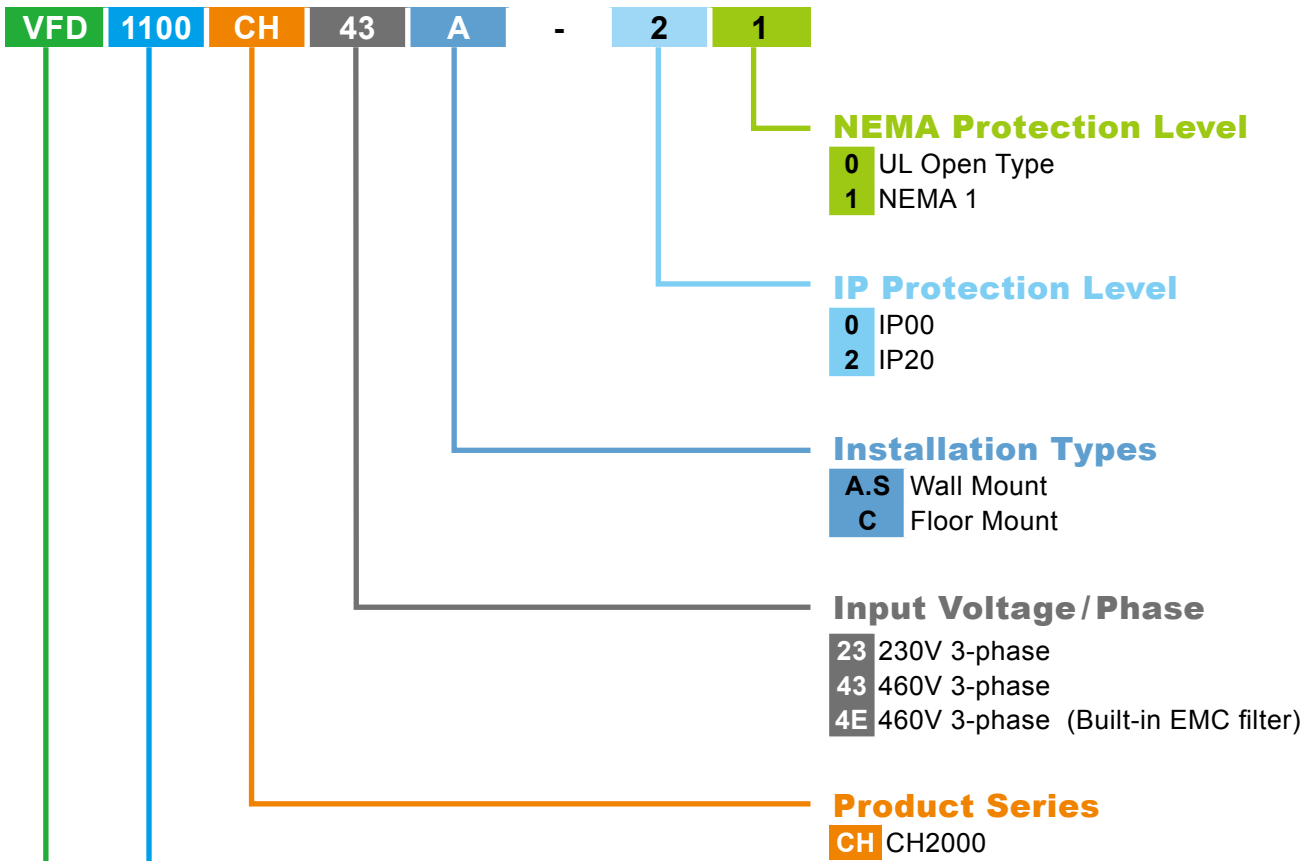 VFD 1100 CH 43 A - 2 1
NEMA Protection Level
0 UL Open Type
1 NEMA 1
IP Protection Level
0 IP00
2 IP20
Installation Types
A.S Wall Mount
C Floor Mount
Input Voltage/Phase
23 230V 3-phase
43 460V 3-phase
4E 460V 3-phase (Built-in EMC filter)
Product Series
CH CH2000